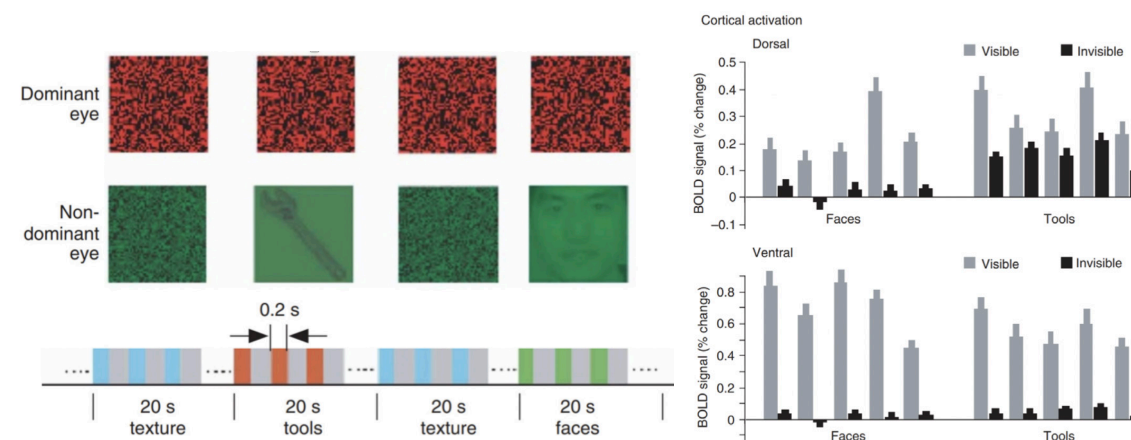 Dominant
eye
Non-
dominant
eye
0.2 s
20 s
texture
20 s
tools
20 s
texture
20 s
faces
Cortical activation
Dorsal
Visible
Invisible
BOLD signal (% change)
0.5
0.4
0.3
0.2
0.1
0
–0.1
Faces
Tools
Ventral
Visible
Invisible
BOLD signal (% change)
0.8
0.6
0.4
0.2
0
Faces
Tools